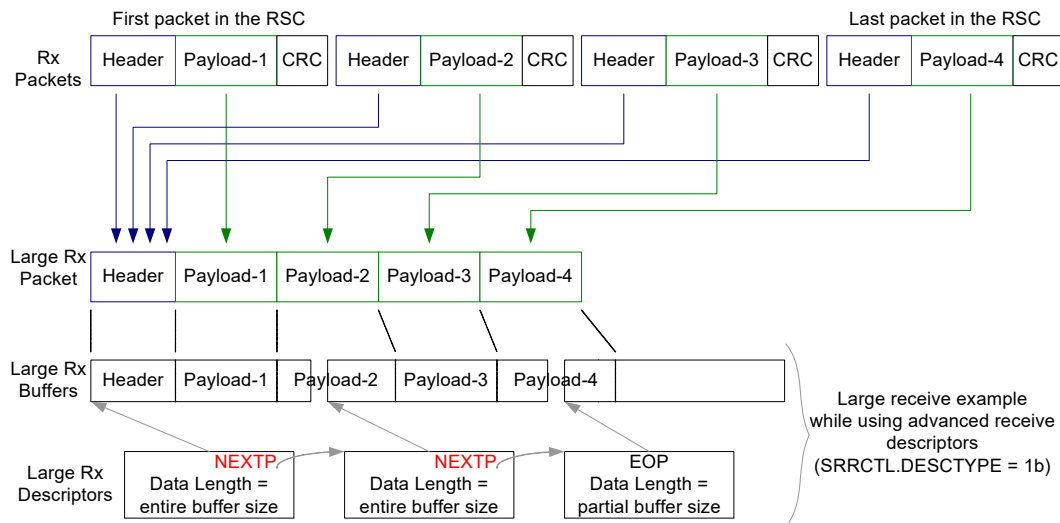 First packet in the RSC
Last packet in the RSC
Rx
Packets
Header Payload-1 CRC Header Payload-2 CRC Header Payload-3 CRC Header Payload-4 CRC
Large Rx
Packet
Header Payload-1 Payload-2 Payload-3 Payload-4
Large Rx
Buffers
Header Payload-1 Payload-2 Payload-3 Payload-4
Large Rx
Descriptors
NEXTP
Data Length =
entire buffer size
NEXTP
Data Length =
entire buffer size
EOP
Data Length =
partial buffer size
Large receive example
while using advanced receive
descriptors
(SRRCTL.DESCTYPE = 1b)